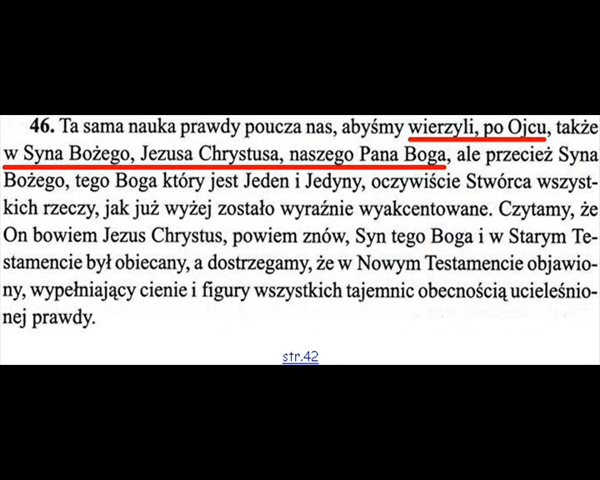 46. Ta sama nauka prawdy poucza nas, abyśmy wierzyli, po Ojcu, także
w Syna Bożego, Jezusa Chrystusa, naszego Pana Boga, ale przecież Syna
Bożego, tego Boga który jest Jeden i Jedyny, oczywiście Stwórca wszyst-
kich rzeczy, jak już wyżej zostało wyraźnie wyakcentowane. Czytamy, że
On bowiem Jezus Chrystus, powiem znów, Syn tego Boga i w Starym Te-
stamencie był obiecany, a dostrzegamy, że w Nowym Testamencie objawio-
ny, wypełniający cienie i figury wszystkich tajemnic obecnością ucieleśnio-
nej prawdy.
str.42